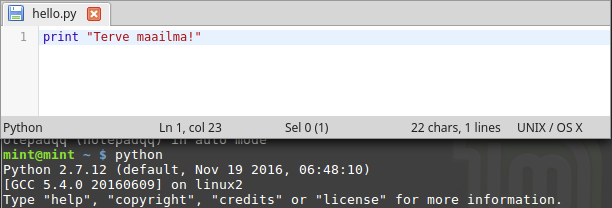 hello.py
1 print "Terve maailma!"
Python Ln 1, col 23 Sel 0 (1) 22 chars, 1 lines UNIX / OS X
(notepadqq) in auto mode
mint@mint ~ $ python
Python 2.7.12 (default, Nov 19 2016, 06:48:10)
[GCC 5.4.0 20160609] on linux2
Type "help", "copyright", "credits" or "license" for more information.